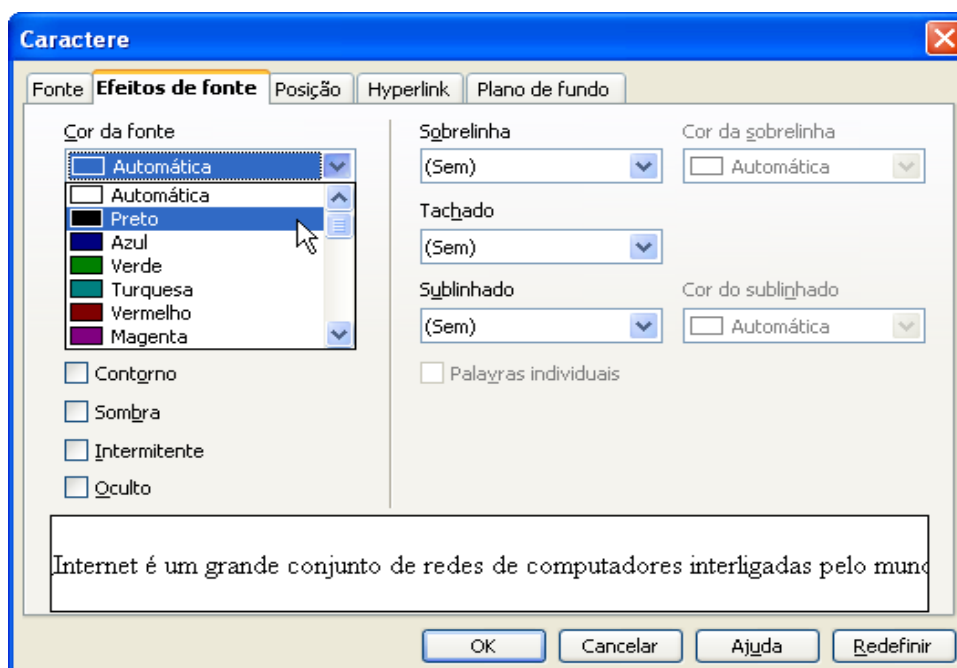 Caractere
Fonte Efeitos de fonte Posição Hyperlink Plano de fundo
Cor da fonte
Automática
Automática
Preto
Azul
Verde
Turquesa
Vermelho
Magenta
Contorno
Sombra
Intermitente
Oculto
Sobrelinha Cor da sobrelinha
(Sem) Automática
Tachado
(Sem)
Sublinhado Cor do sublinhado
(Sem) Automática
Palavras individuais
Internet é um grande conjunto de redes de computadores interligadas pelo
OK Cancelar Ajuda Redefinir